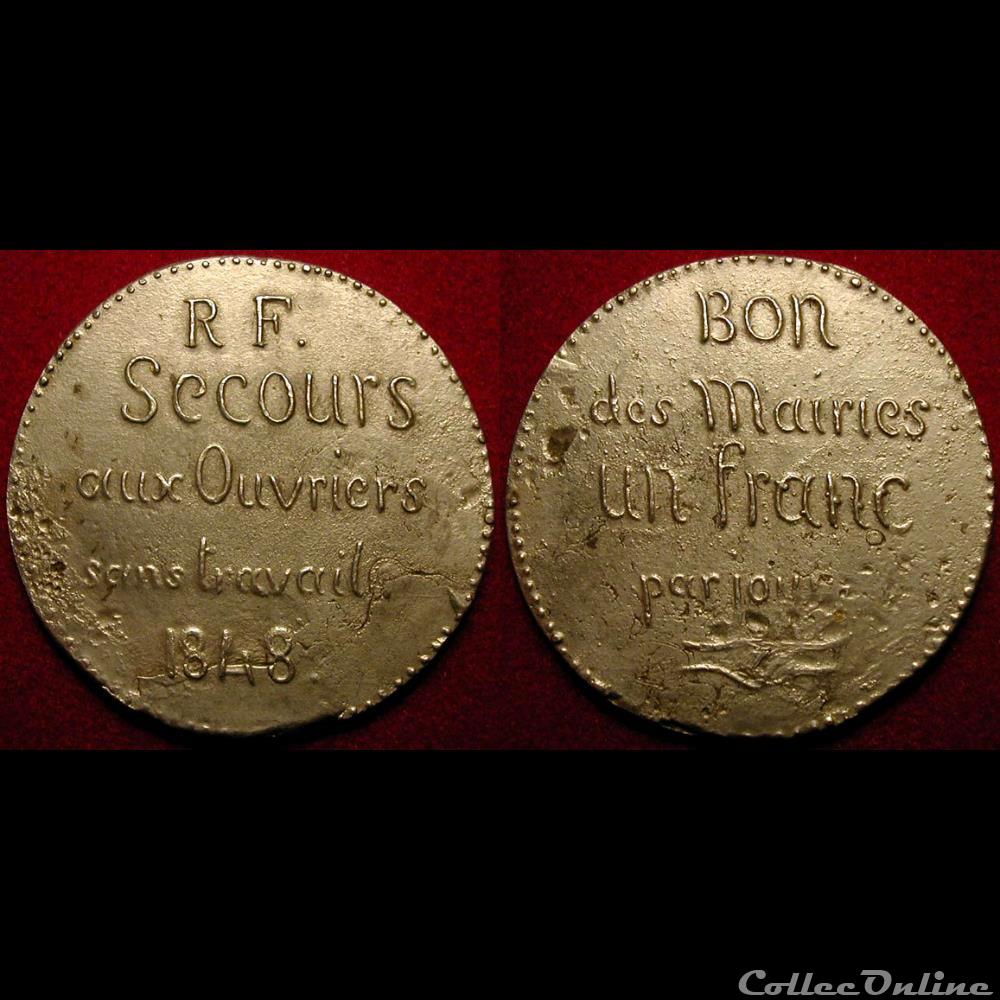 R F.
Secours
aux Ouvriers
sans travail.
1848.
Bon
des Mairies
un franc
par jour.
CollecOnline